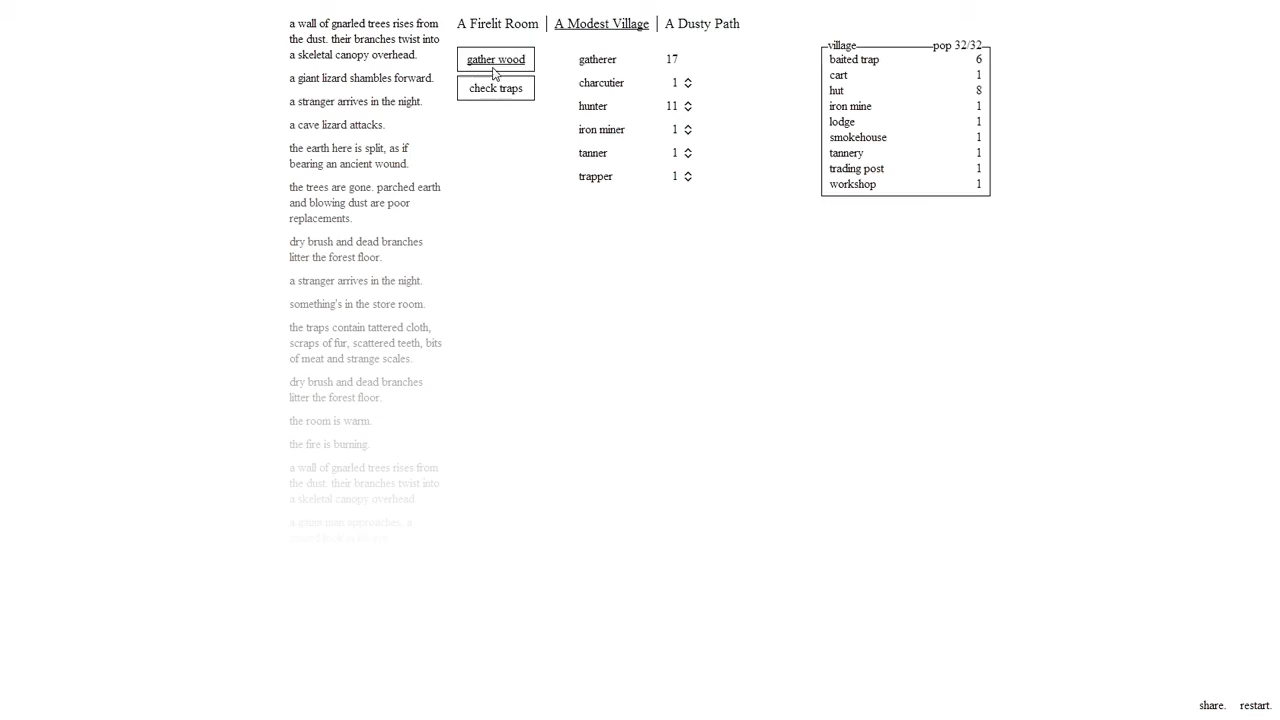 a wall of gnarled trees rises from
the dust. their branches twist into
a skeletal canopy overhead.
a giant lizard shambles forward.
a stranger arrives in the night.
a cave lizard attacks.
the earth here is split, as if
bearing an ancient wound.
the trees are gone. parched earth
and blowing dust are poor
replacements.
dry brush and dead branches
litter the forest floor.
a stranger arrives in the night.
something's in the store room.
the traps contain tattered cloth,
scraps of fur, scattered teeth, bits
of meat and strange scales.
dry brush and dead branches
litter the forest floor.
the room is warm.
the fire is burning.
a wall of gnarled trees rises from
the dust. their branches twist into
a skeletal canopy overhead.
a gaunt man approaches, a
A Firelit Room | A Modest Village | A Dusty Path
gather wood
check traps
gatherer 17
charcutier 1
hunter 11
iron miner 1
tanner 1
trapper 1
village pop 32/32
baited trap 6
cart 1
hut 8
iron mine 1
lodge 1
smokehouse 1
tannery 1
trading post 1
workshop 1
share. restart.